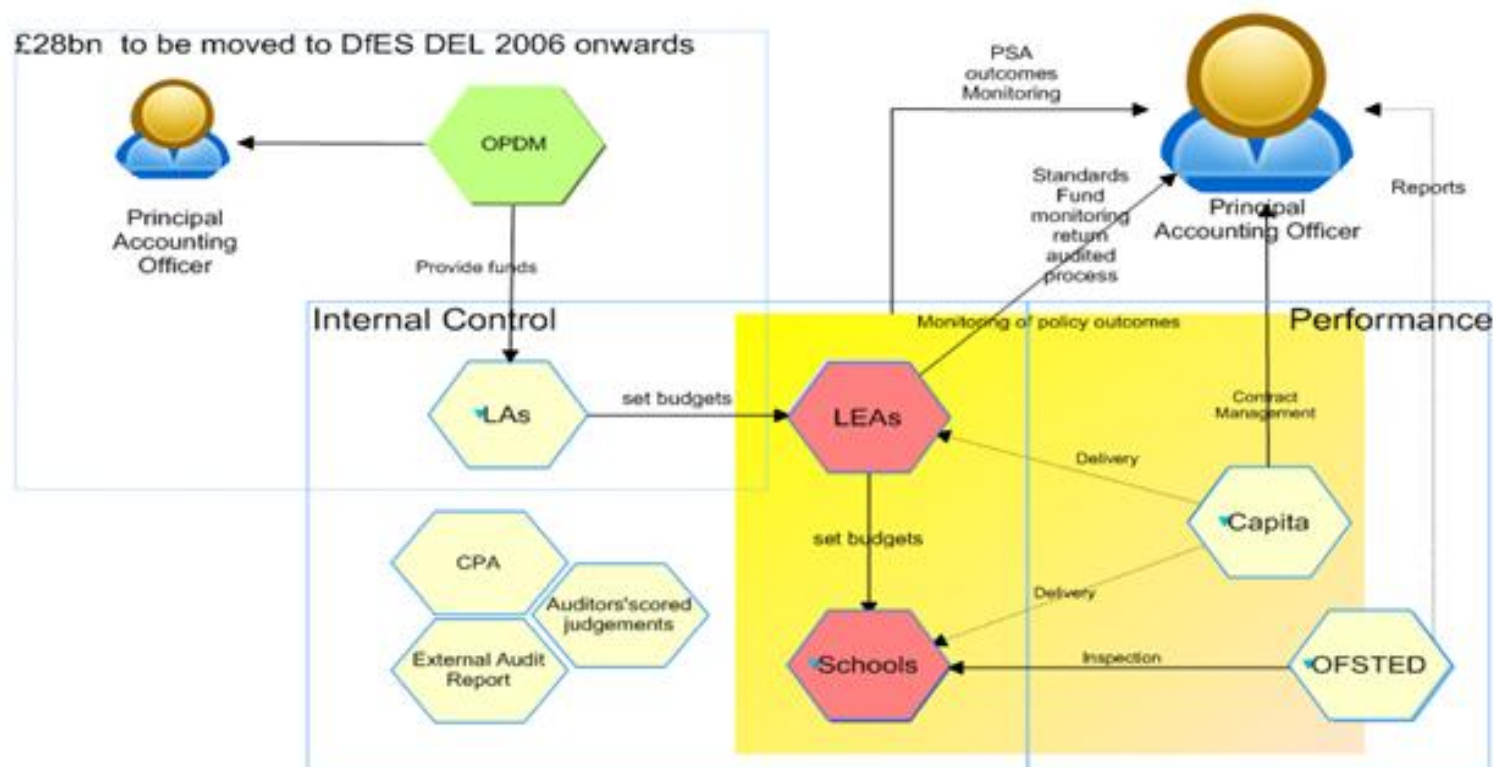 £28bn to be moved to DfES DEL 2006 onwards
PSA
outcomes
Monitoring
OPDM
Principal
Accounting
Officer
Provide funds
Standards
Fund
monitoring
return
audited
process
Principal
Accounting Officer
Reports
Internal Control
Monitoring of policy outcomes
Performance
LAs
set budgets
LEAs
Contract
Management
Delivery
Capita
set budgets
CPA
Auditors'scored
judgements
External Audit
Report
Delivery
Schools
Inspection
OFSTED